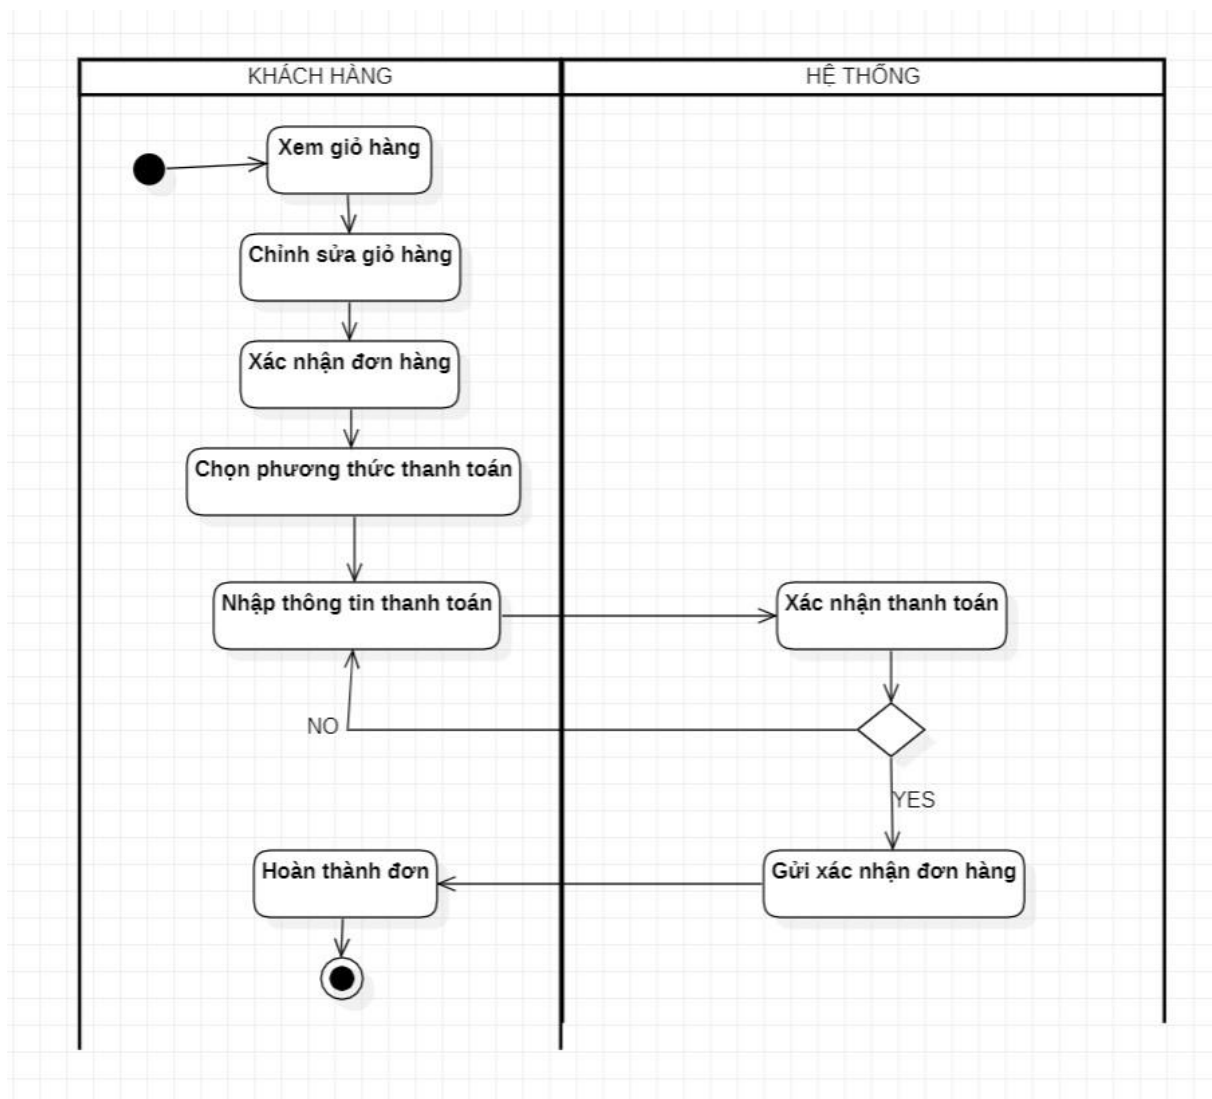 KHÁCH HÀNG
HỆ THỐNG
Xem giỏ hàng
Chỉnh sửa giỏ hàng
Xác nhận đơn hàng
Chọn phương thức thanh toán
Nhập thông tin thanh toán
Xác nhận thanh toán
NO
YES
Hoàn thành đơn
Gửi xác nhận đơn hàng